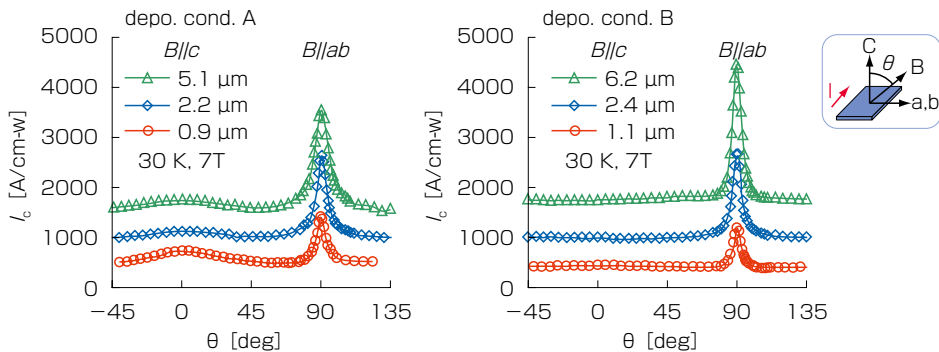 depo. cond. A
Ic [A/cm-w]
5000
4000
3000
2000
1000
0
B||c
B||ab
5.1 μm
2.2 μm
0.9 μm
30 K, 7T
−45
0
45
90
135
θ [deg]
depo. cond. B
Ic [A/cm-w]
5000
4000
3000
2000
1000
0
B||c
B||ab
6.2 μm
2.4 μm
1.1 μm
30 K, 7T
−45
0
45
90
135
θ [deg]
C
θ
B
I
a,b